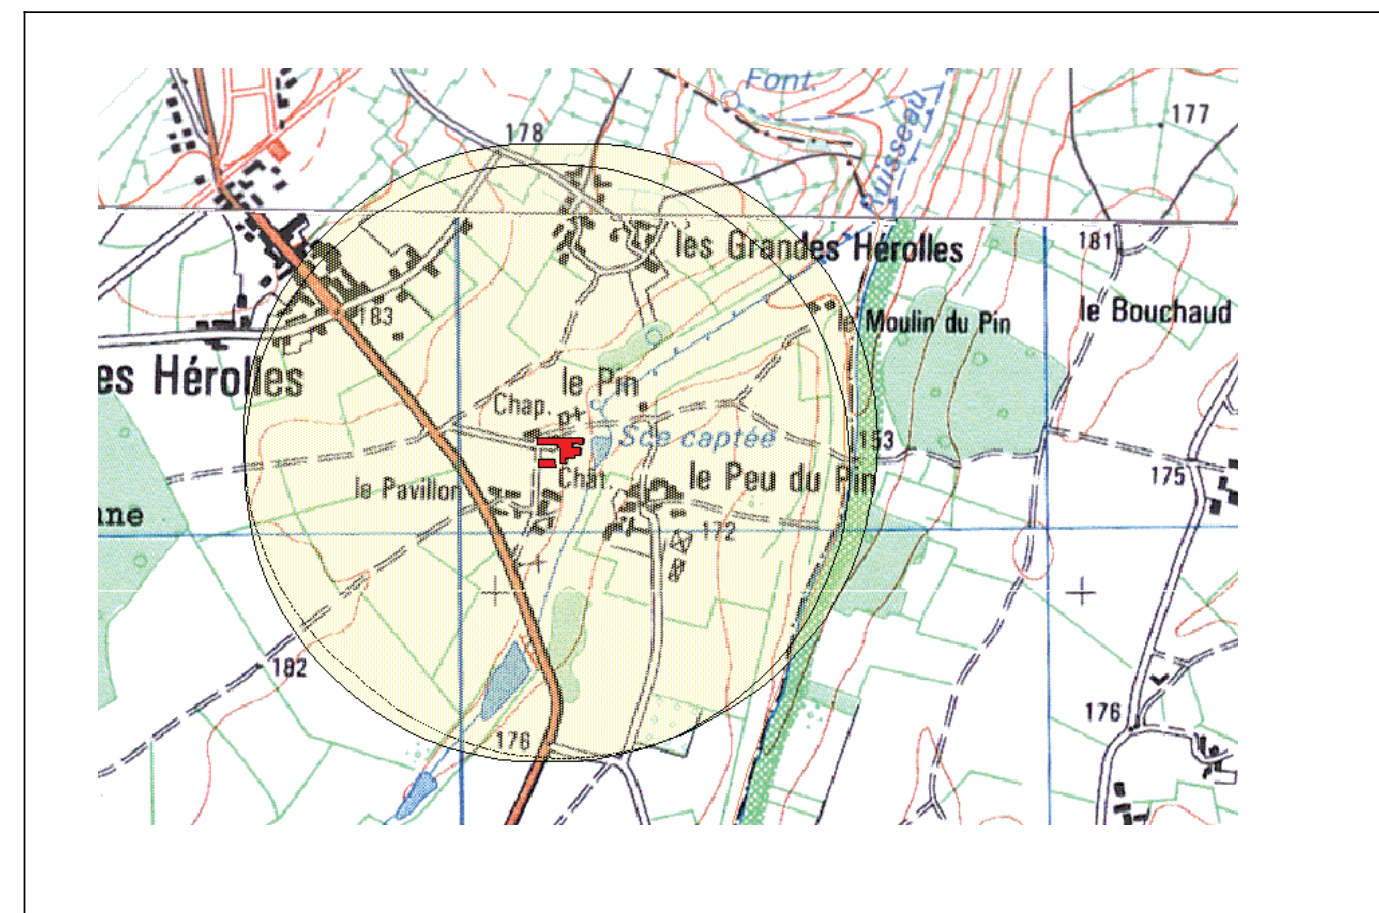 Font.
177
178
Ruisseau
les Grandes Hérolles
181
183
le Moulin du Pin
le Bouchaud
es Hérolles
le Pin
Chap.
Sce captée
153
Chât.
le Peu du Pin
175
le Pavillon
nne
172
182
176
176